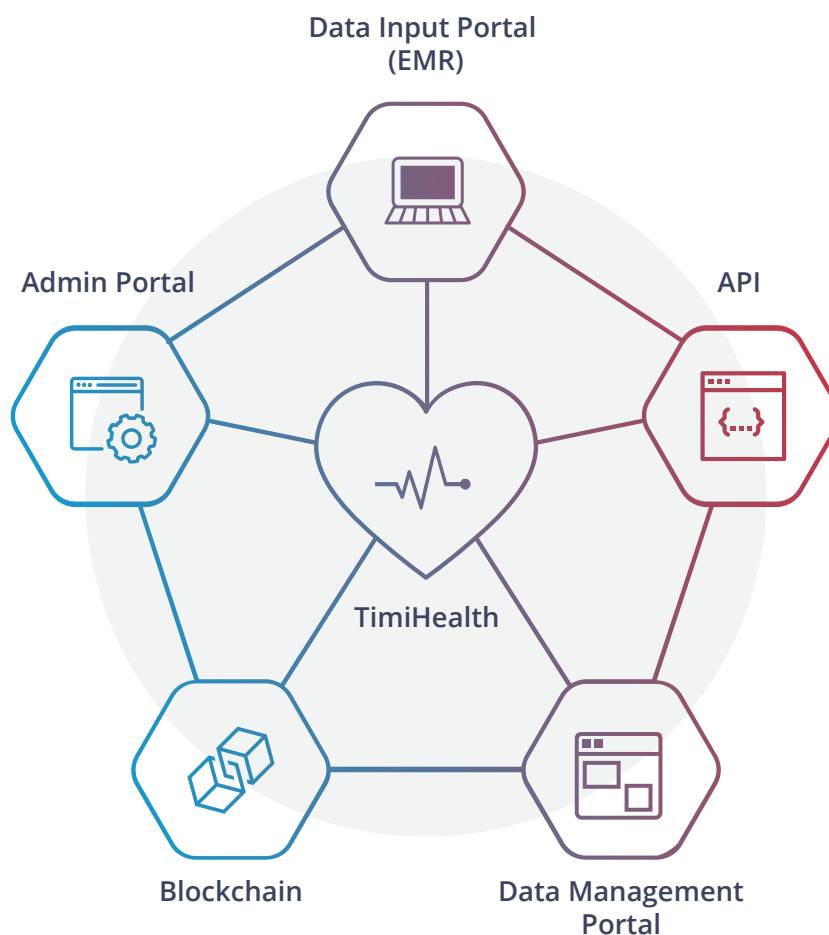 Data Input Portal
(EMR)
Admin Portal
API
{...}
TimiHealth
Blockchain
Data Management
Portal